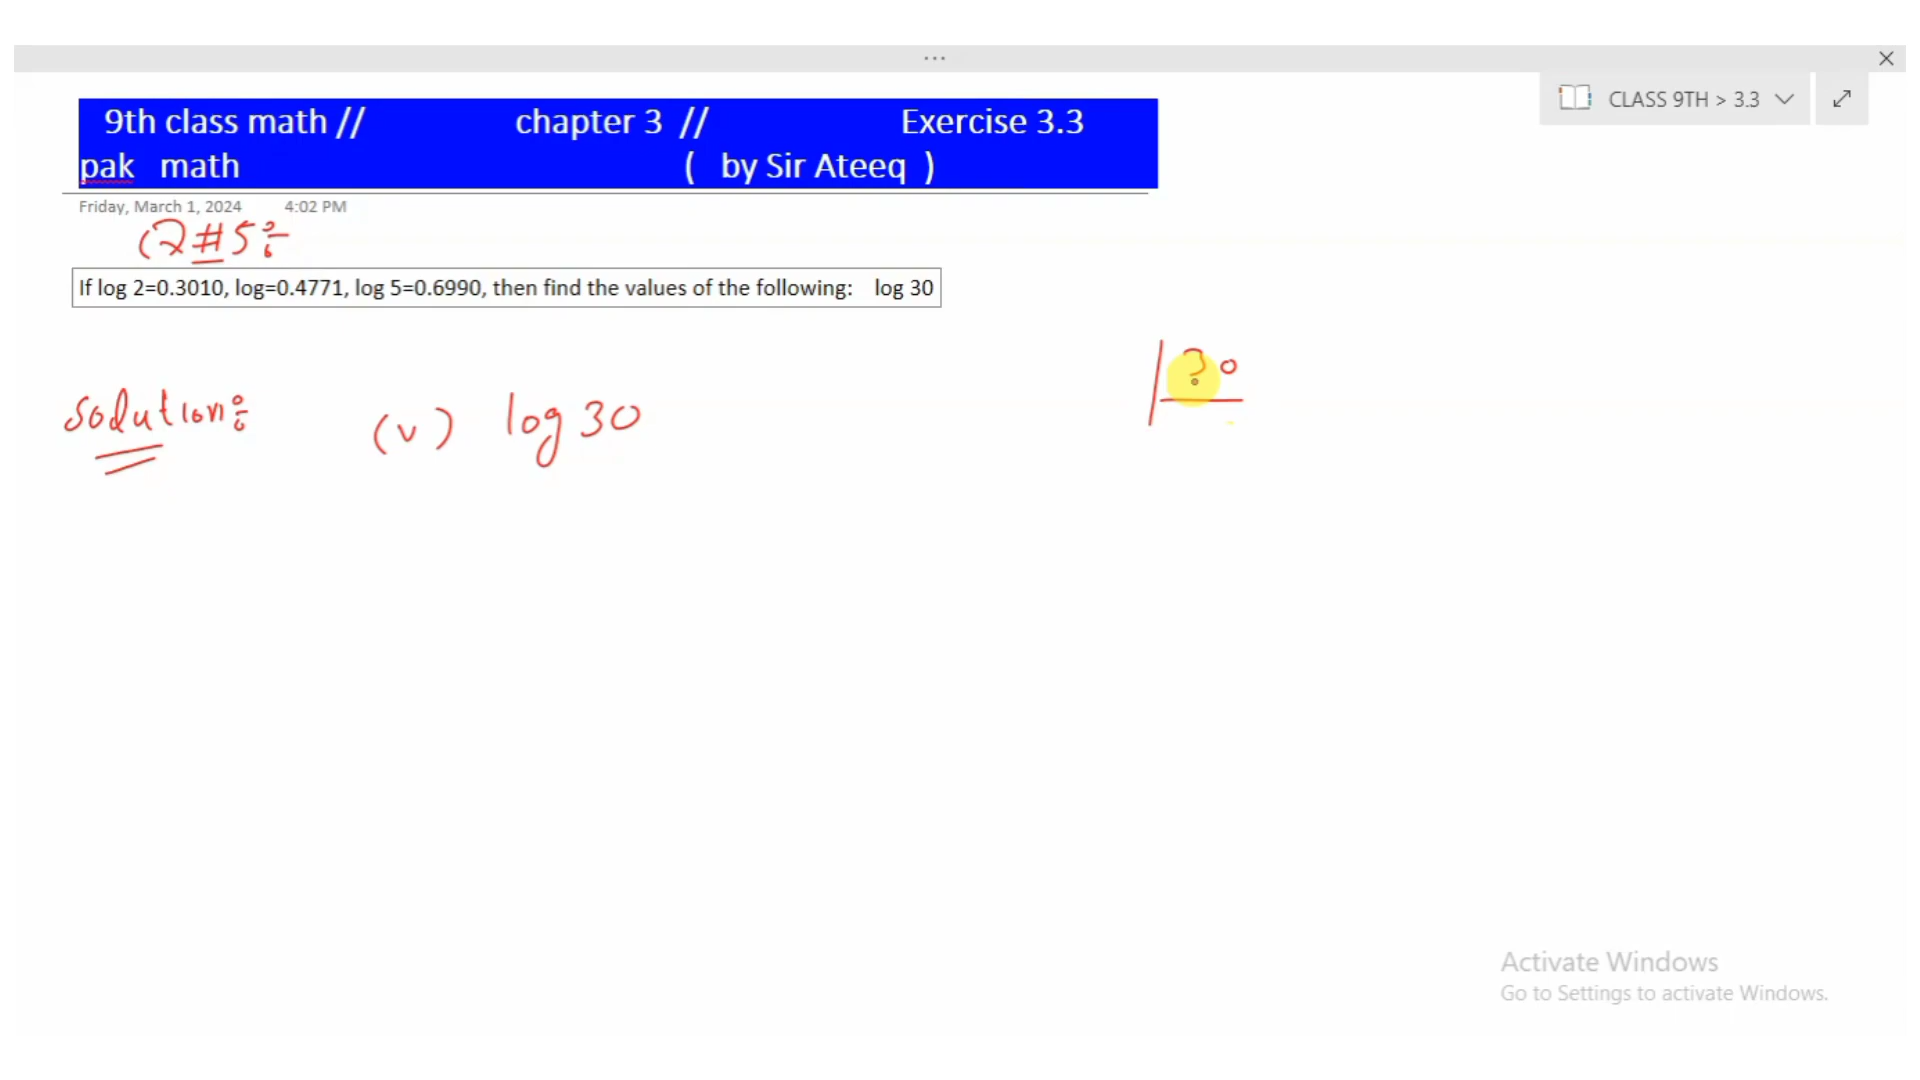 ...
CLASS 9TH > 3.3
9th class math // chapter 3 // Exercise 3.3
pak math ( by Sir Ateeq )
Friday, March 1, 2024 4:02 PM
Q#5:-
If log 2=0.3010, log=0.4771, log 5=0.6990, then find the values of the following: log 30
30
Solution:-
(v) log 30
Activate Windows
Go to Settings to activate Windows.